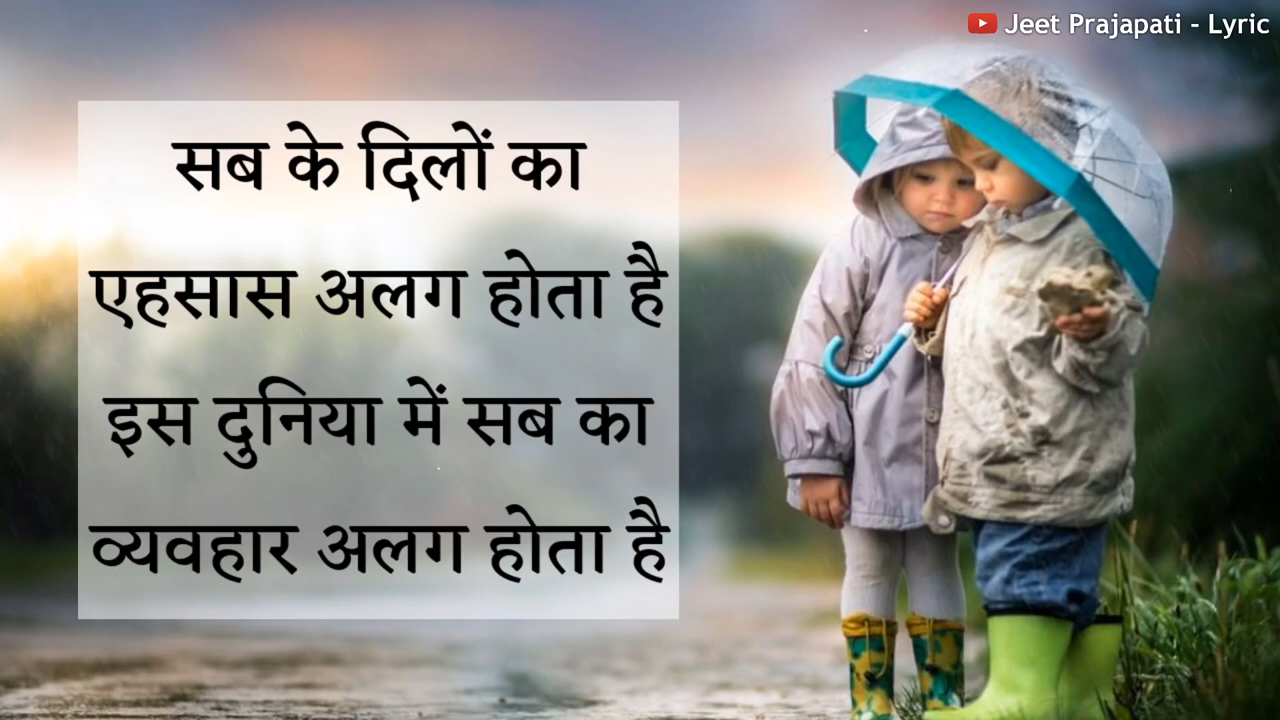 Jeet Prajapati - Lyric
सब के दिलों का
एहसास अलग होता है
इस दुनिया में सब का
व्यवहार अलग होता है